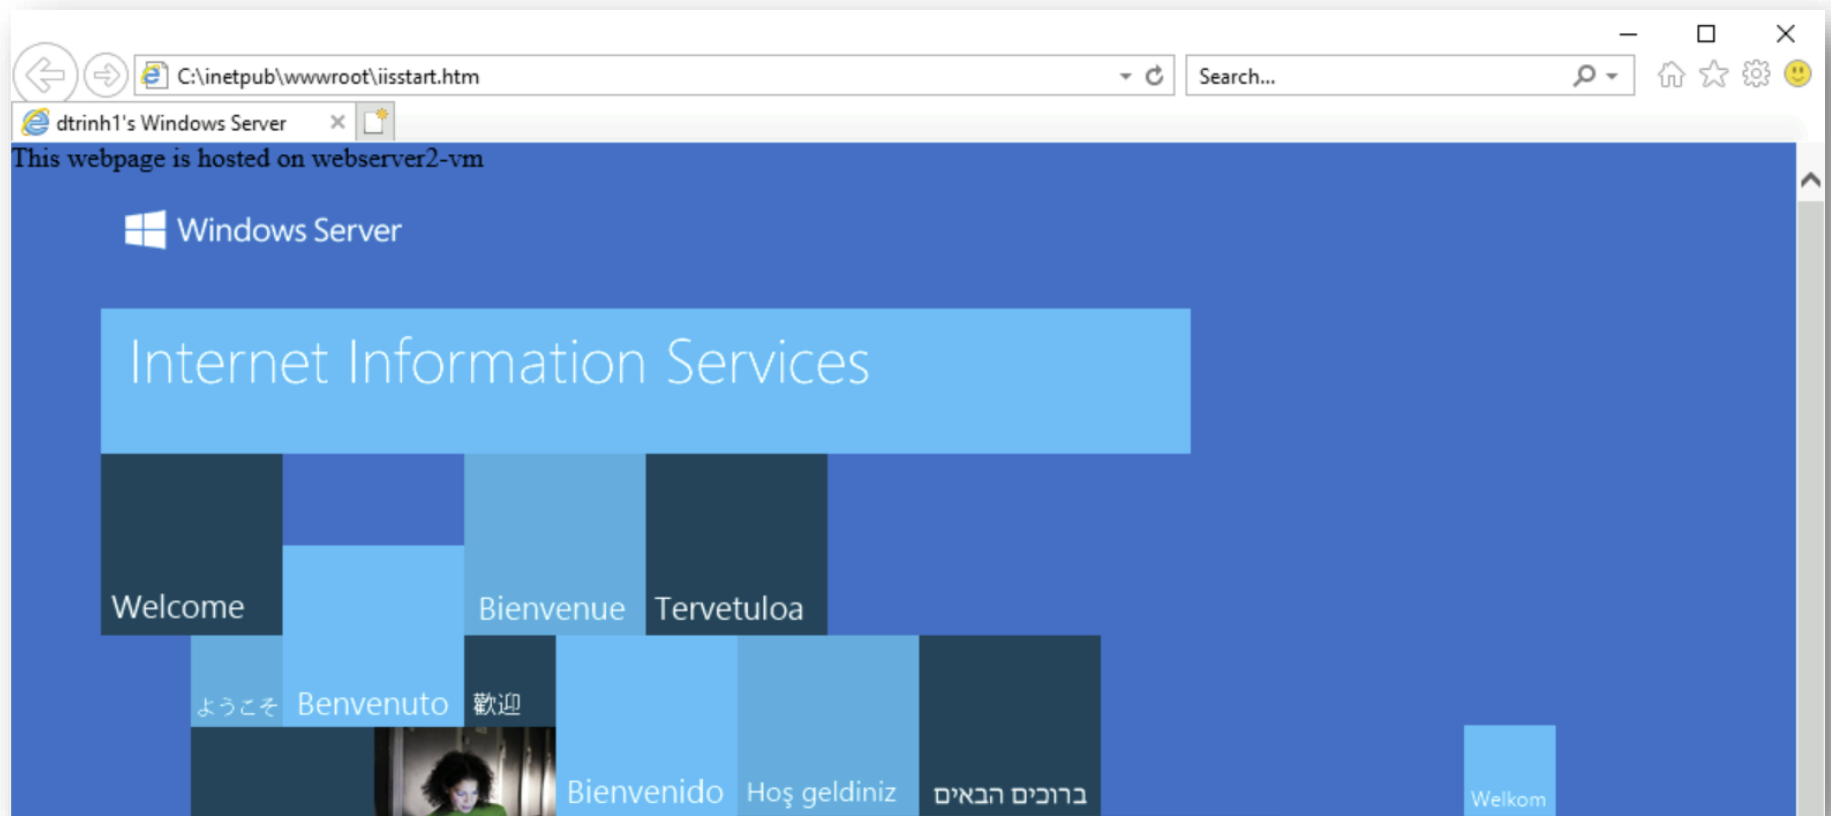 C:\inetpub\wwwroot\iisstart.htm
Search...
dtrinh1's Windows Server
This webpage is hosted on webserver2-vm
Windows Server
Internet Information Services
Welcome
Bienvenue
Tervetuloa
ようこそ
Benvenuto
歡迎
Bienvenido
Hoş geldiniz
ברוכים הבאים
Welkom